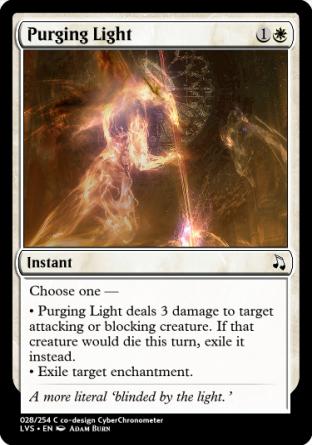 Purging Light 1
Instant
Choose one —
• Purging Light deals 3 damage to target
attacking or blocking creature. If that
creature would die this turn, exile it
instead.
• Exile target enchantment.
A more literal ‘blinded by the light.’
028/254 C co-design CyberChronometer
LVS • EN ADAM BURN